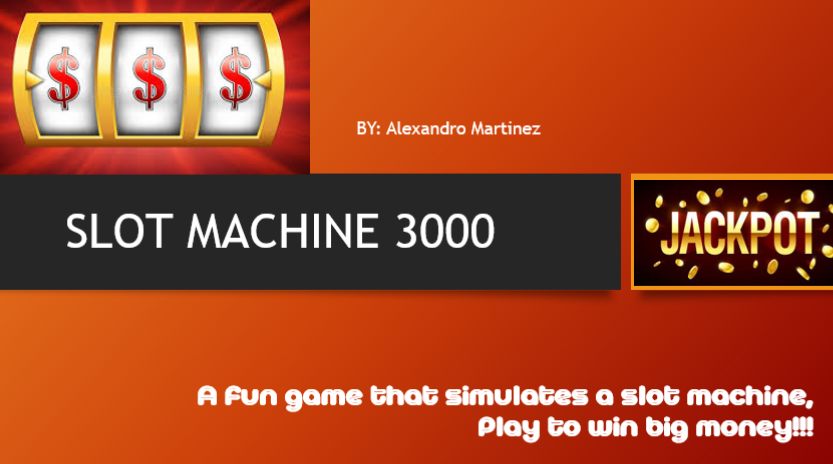 $ $ $
BY: Alexandro Martinez
SLOT MACHINE 3000
JACKPOT
A Fun game that simulates a slot machine,
Play to win big money!!!